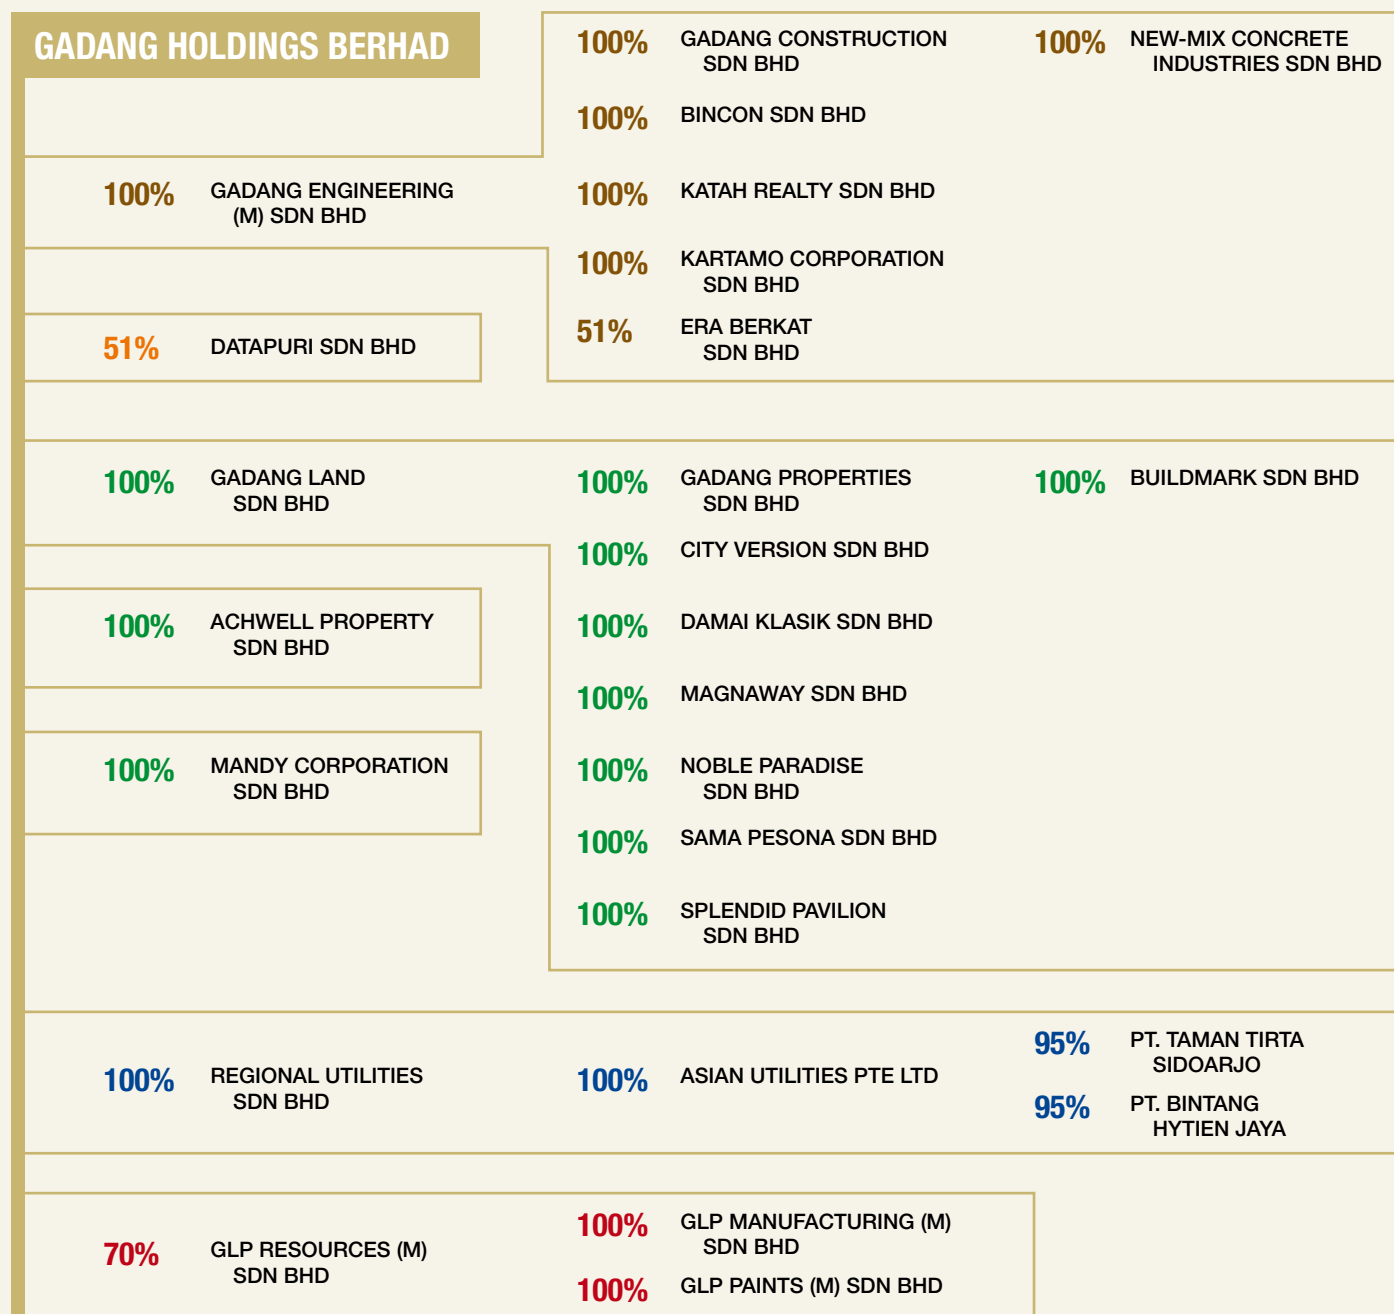 GADANG HOLDINGS BERHAD
100% GADANG CONSTRUCTION
SDN BHD
100% NEW-MIX CONCRETE
INDUSTRIES SDN BHD
100% BINCON SDN BHD
100% GADANG ENGINEERING
(M) SDN BHD
100% KATAH REALTY SDN BHD
100% KARTAMO CORPORATION
SDN BHD
51% ERA BERKAT
SDN BHD
51% DATAPURI SDN BHD
100% GADANG LAND
SDN BHD
100% GADANG PROPERTIES
SDN BHD
100% BUILDMARK SDN BHD
100% CITY VERSION SDN BHD
100% ACHWELL PROPERTY
SDN BHD
100% DAMAI KLASIK SDN BHD
100% MAGNAWAY SDN BHD
100% MANDY CORPORATION
SDN BHD
100% NOBLE PARADISE
SDN BHD
100% SAMA PESONA SDN BHD
100% SPLENDID PAVILION
SDN BHD
100% REGIONAL UTILITIES
SDN BHD
100% ASIAN UTILITIES PTE LTD
95% PT. TAMAN TIRTA
SIDOARJO
95% PT. BINTANG
HYTIEN JAYA
70% GLP RESOURCES (M)
SDN BHD
100% GLP MANUFACTURING (M)
SDN BHD
100% GLP PAINTS (M) SDN BHD